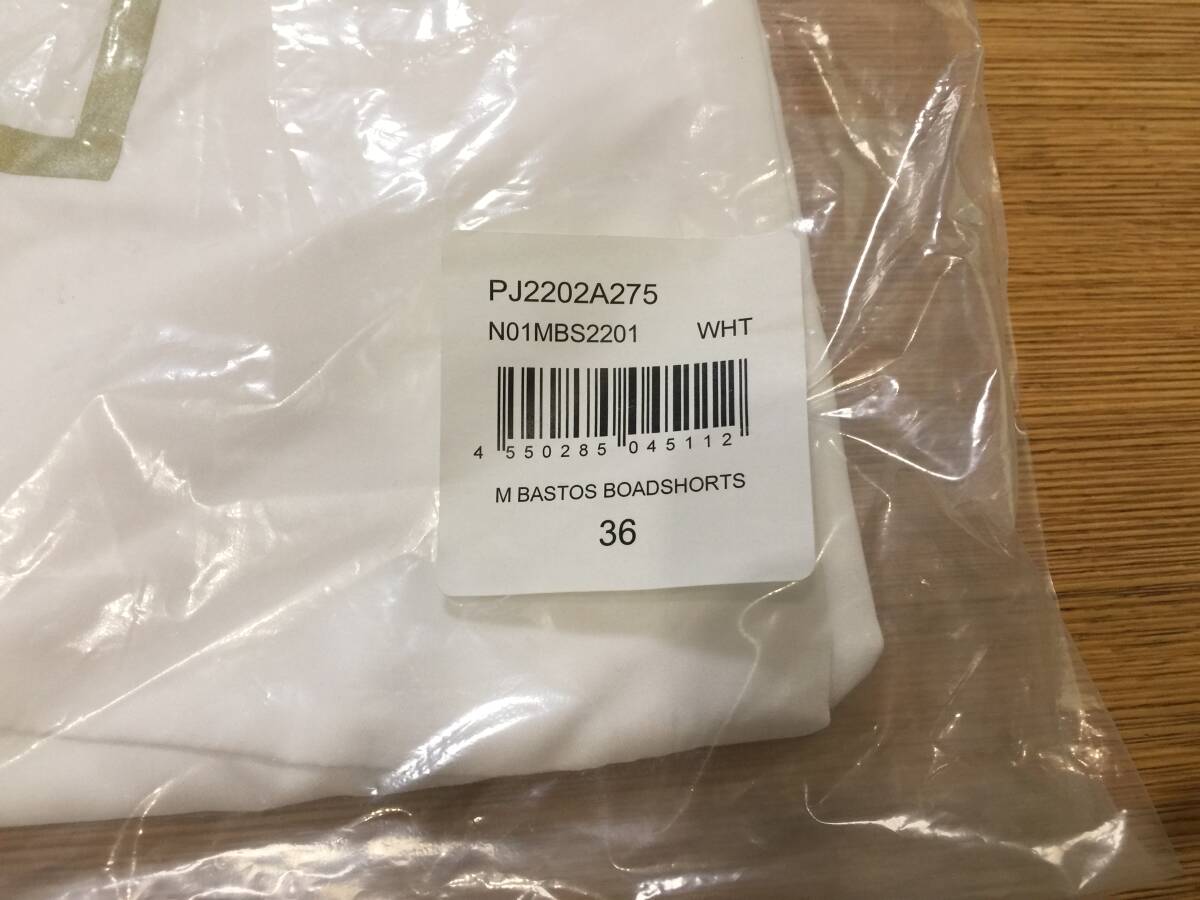 PJ2202A275
N01MBS2201 WHT
4 550285 045112
M BASTOS BOADSHORTS
36